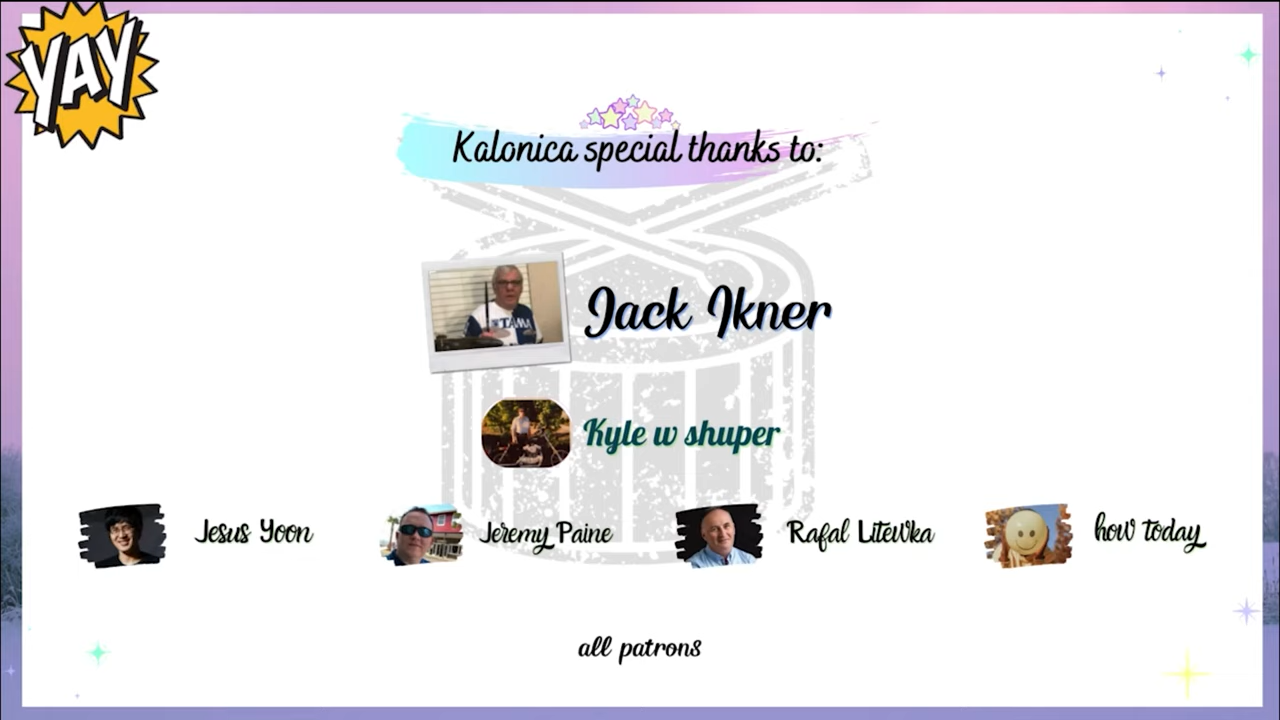 YAY
Kalonica special thanks to:
TAMA
Jack Ikner
Kyle w shuper
Jesus Yoon
Jeremy Paine
Rafal Litewka
how today
all patrons